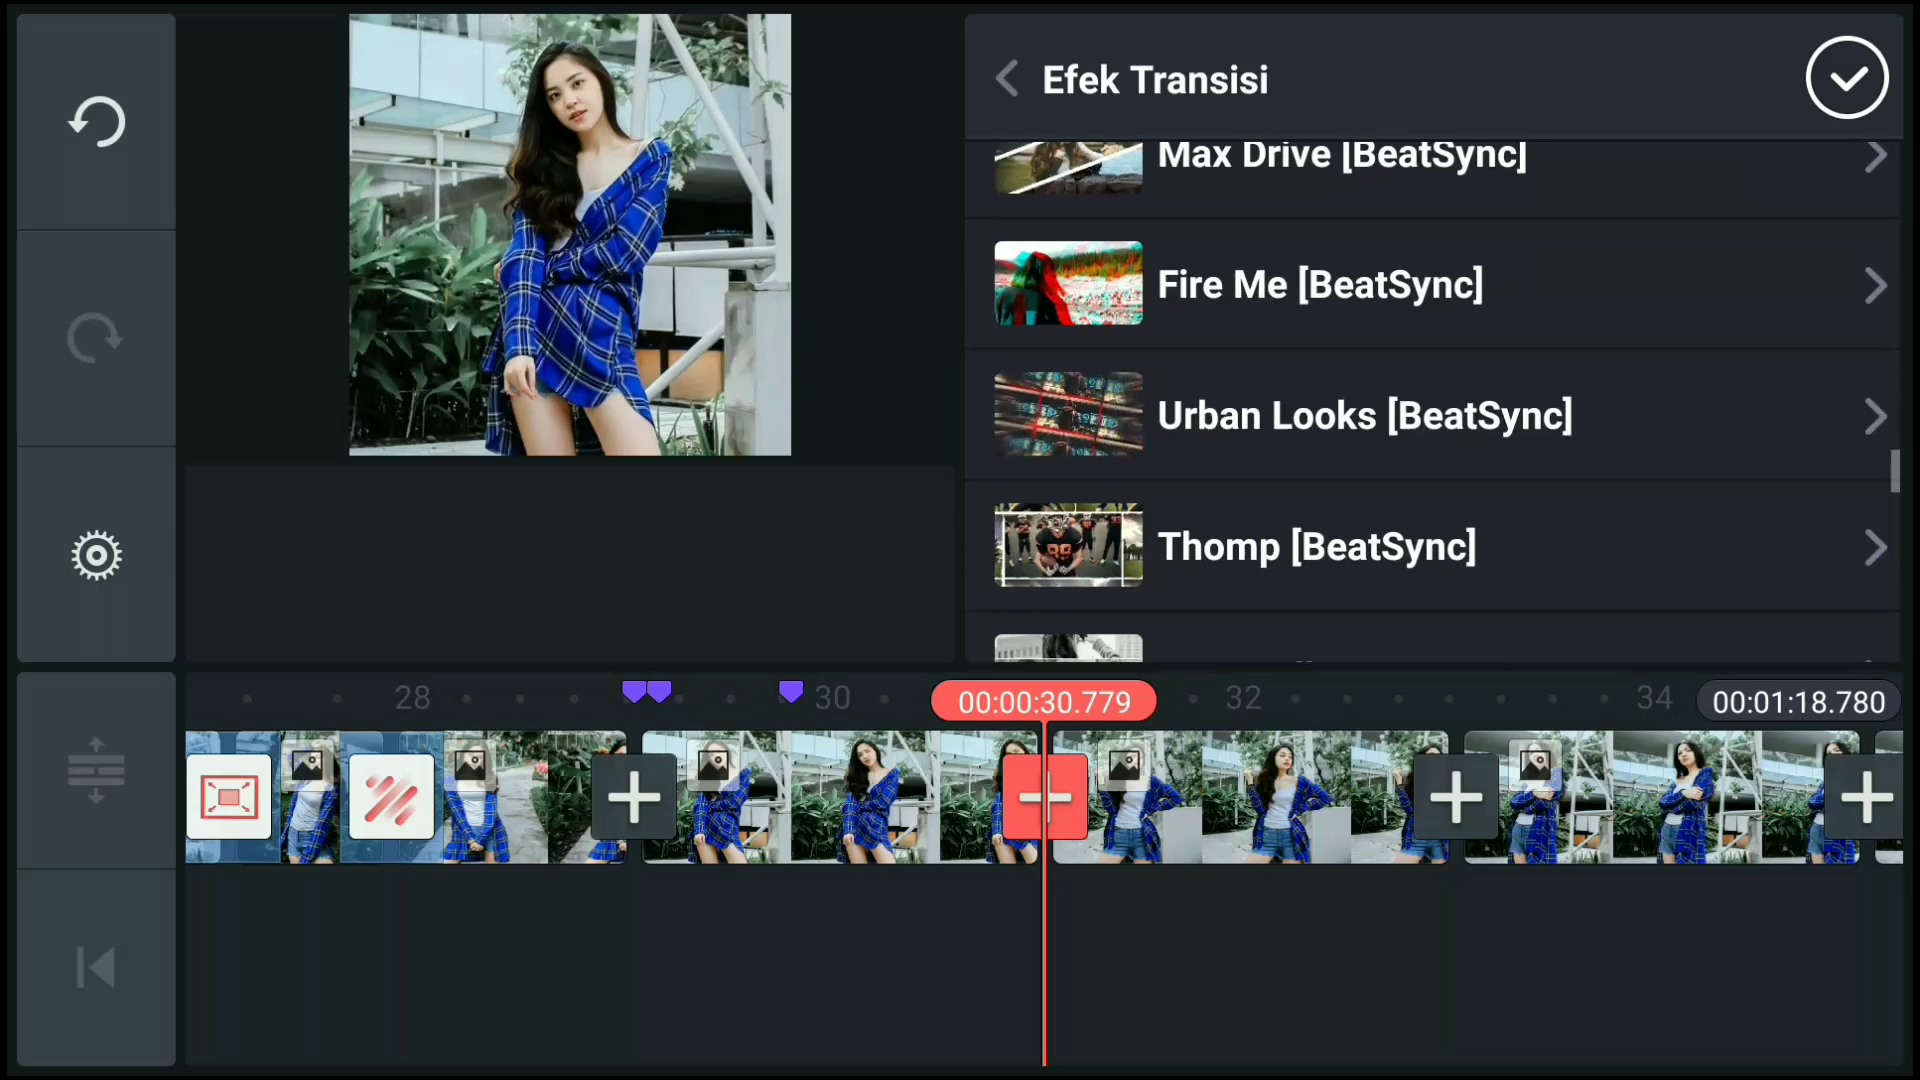 Efek Transisi
Max Drive [BeatSync]
Fire Me [BeatSync]
Urban Looks [BeatSync]
Thomp [BeatSync]
28
30
00:00:30.779
32
34
00:01:18.780